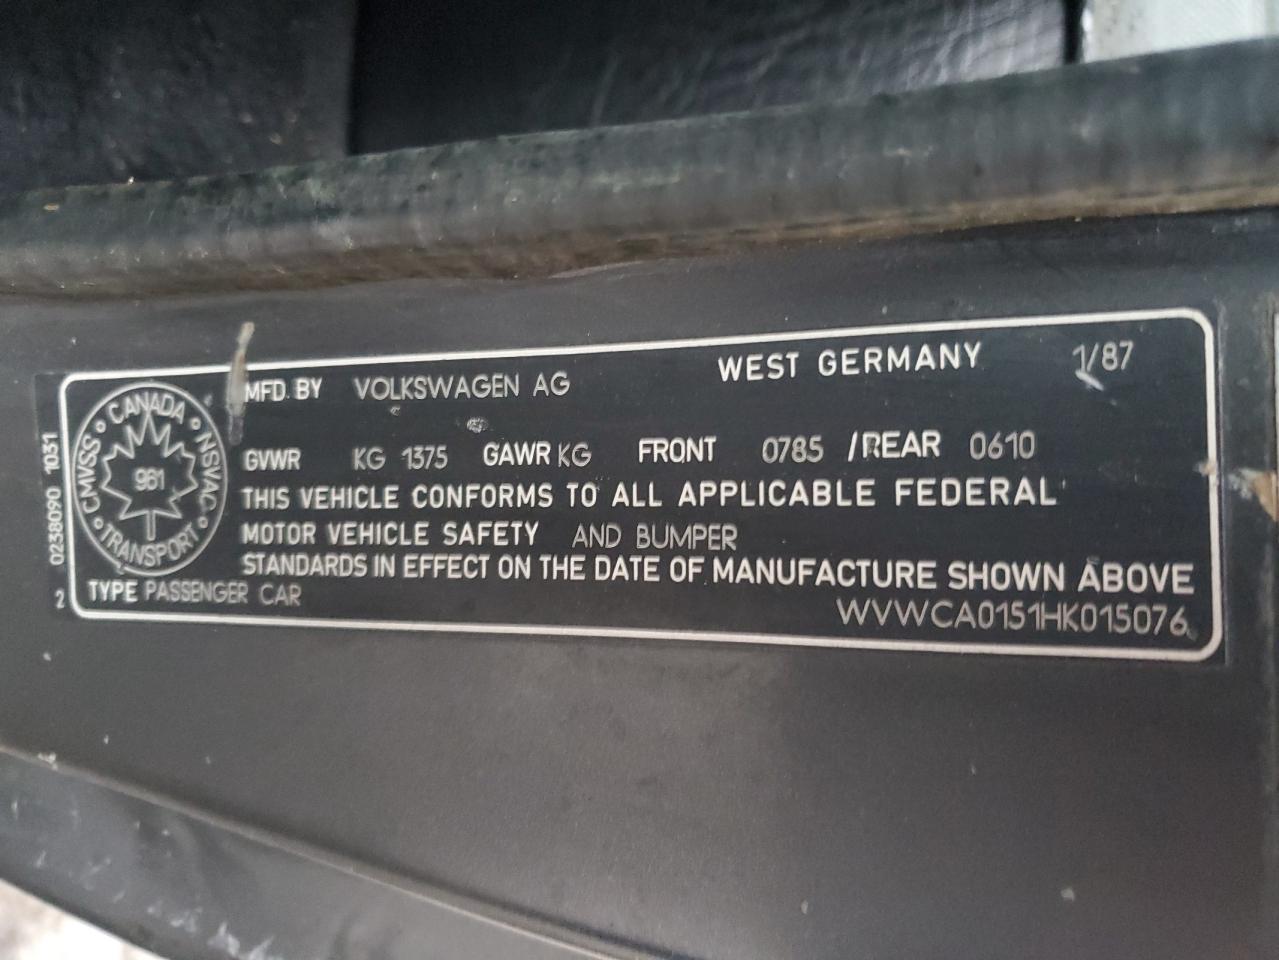 MFD. BY VOLKSWAGEN AG WEST GERMANY 1/87
GVWR KG 1375 GAWR KG FRONT 0785 /REAR 0610
THIS VEHICLE CONFORMS TO ALL APPLICABLE FEDERAL
MOTOR VEHICLE SAFETY AND BUMPER
STANDARDS IN EFFECT ON THE DATE OF MANUFACTURE SHOWN ABOVE
TYPE PASSENGER CAR WVWCA0151HK015076
CANADA
CMVSS NSVAC
961
TRANSPORT
0238090 1031
2